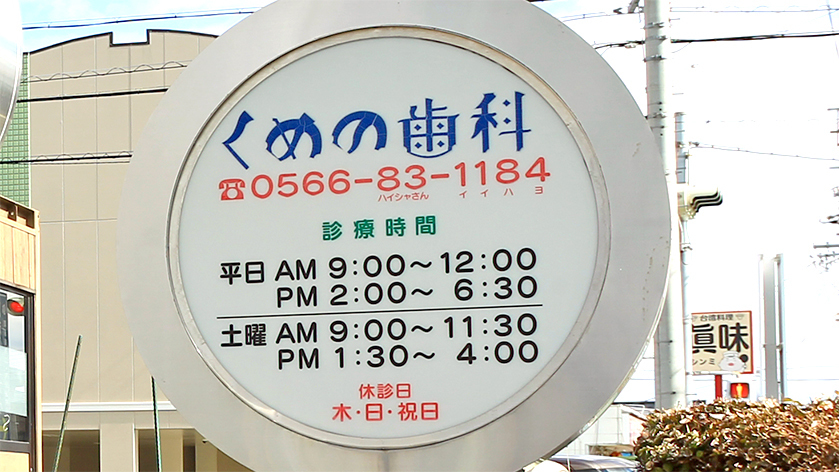 くめの歯科
☎0566-83-1184
ハイシャさん イイハヨ
診療時間
平日 AM 9:00～12:00
PM 2:00～ 6:30
土曜 AM 9:00～11:30
PM 1:30～ 4:00
休診日
木・日・祝日
台湾料理
眞味
シンミ